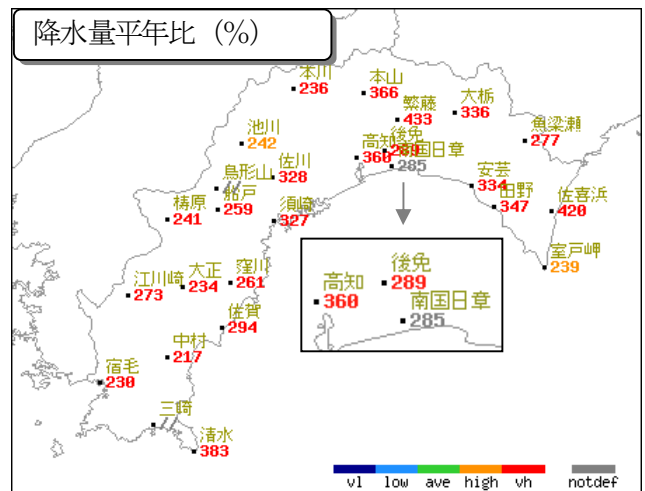 降水量平年比 (%)
本川
236
本山
366
大栃
336
繁藤
433
魚梁瀬
277
池川
242
高知
360
後免
289
南国日章
285
鳥形山
//
佐川
328
安芸
334
田野
347
佐喜浜
420
船戸
259
梼原
241
須崎
327
室戸岬
239
江川崎
273
大正
234
窪川
261
佐賀
294
中村
217
宿毛
230
三崎
//
清水
383
後免
289
高知
360
南国日章
285
vl low ave high vh notdef